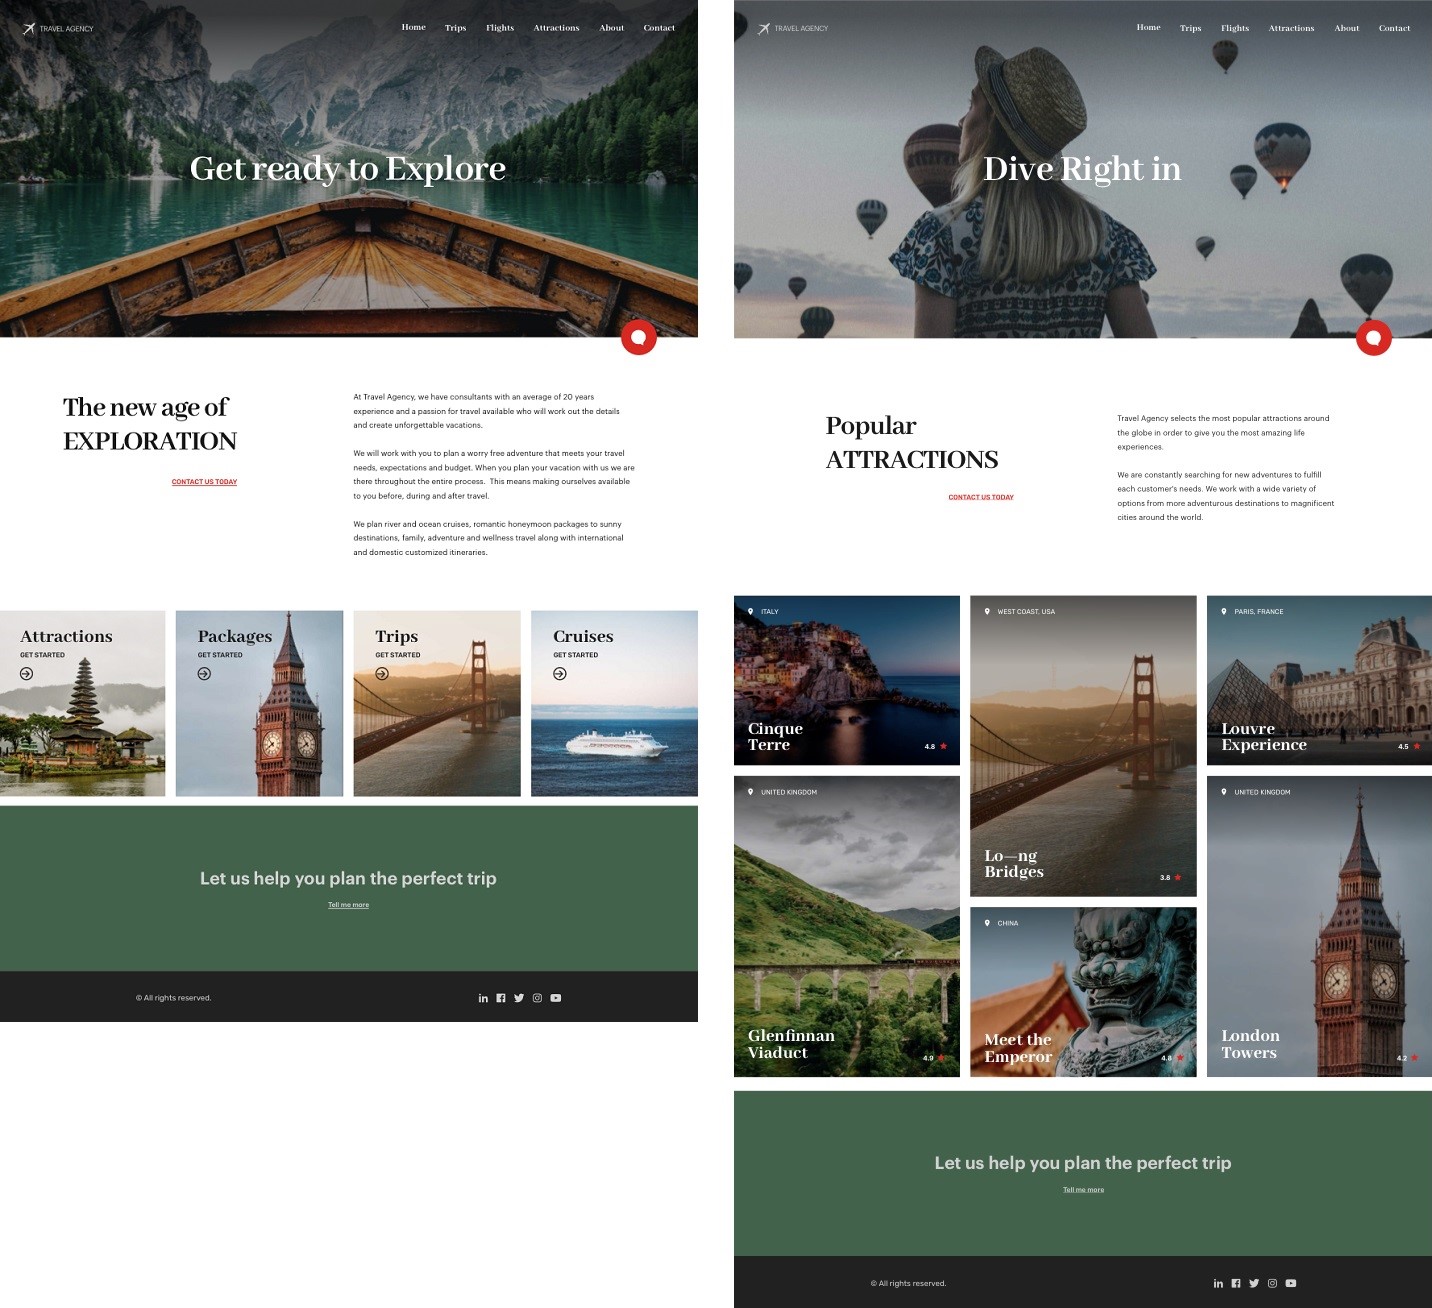 TRAVEL AGENCY
Home Trips Flights Attractions About Contact
Get ready to Explore
The new age of
EXPLORATION
CONTACT US TODAY
At Travel Agency, we have consultants with an average of 20 years
experience and a passion for travel available who will work out the details
and create unforgettable vacations.
We will work with you to plan a worry free adventure that meets your travel
needs, expectations and budget. When you plan your vacation with us we are
there throughout the entire process. This means making ourselves available
to you before, during and after travel.
We plan river and ocean cruises, romantic honeymoon packages to sunny
destinations, family, adventure and wellness travel along with international
and domestic customized itineraries.
Attractions
GET STARTED
Packages
GET STARTED
Trips
GET STARTED
Cruises
GET STARTED
Let us help you plan the perfect trip
Tell me more
© All rights reserved.
TRAVEL AGENCY
Home Trips Flights Attractions About Contact
Dive Right in
Popular
ATTRACTIONS
CONTACT US TODAY
Travel Agency selects the most popular attractions around
the globe in order to give you the most amazing life
experiences.
We are constantly searching for new adventures to fulfill
each customer's needs. We work with a wide variety of
options from more adventurous destinations to magnificent
cities around the world.
ITALY
Cinque
Terre
4.8
WEST COAST, USA
Lo—ng
Bridges
3.8
PARIS, FRANCE
Louvre
Experience
4.5
UNITED KINGDOM
Glenfinnan
Viaduct
4.9
CHINA
Meet the
Emperor
4.8
UNITED KINGDOM
London
Towers
4.2
Let us help you plan the perfect trip
Tell me more
© All rights reserved.